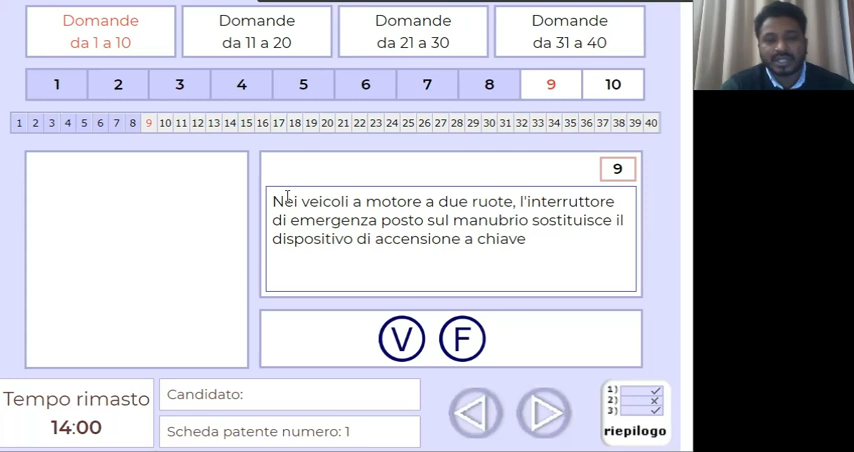 Domande
da 1 a 10
Domande
da 11 a 20
Domande
da 21 a 30
Domande
da 31 a 40
1 2 3 4 5 6 7 8 9 10
1 2 3 4 5 6 7 8 9 10 11 12 13 14 15 16 17 18 19 20 21 22 23 24 25 26 27 28 29 30 31 32 33 34 35 36 37 38 39 40
9
Nei veicoli a motore a due ruote, l'interruttore
di emergenza posto sul manubrio sostituisce il
dispositivo di accensione a chiave
V F
Tempo rimasto
14:00
Candidato:
Scheda patente numero: 1
1)
2)
3)
riepilogo